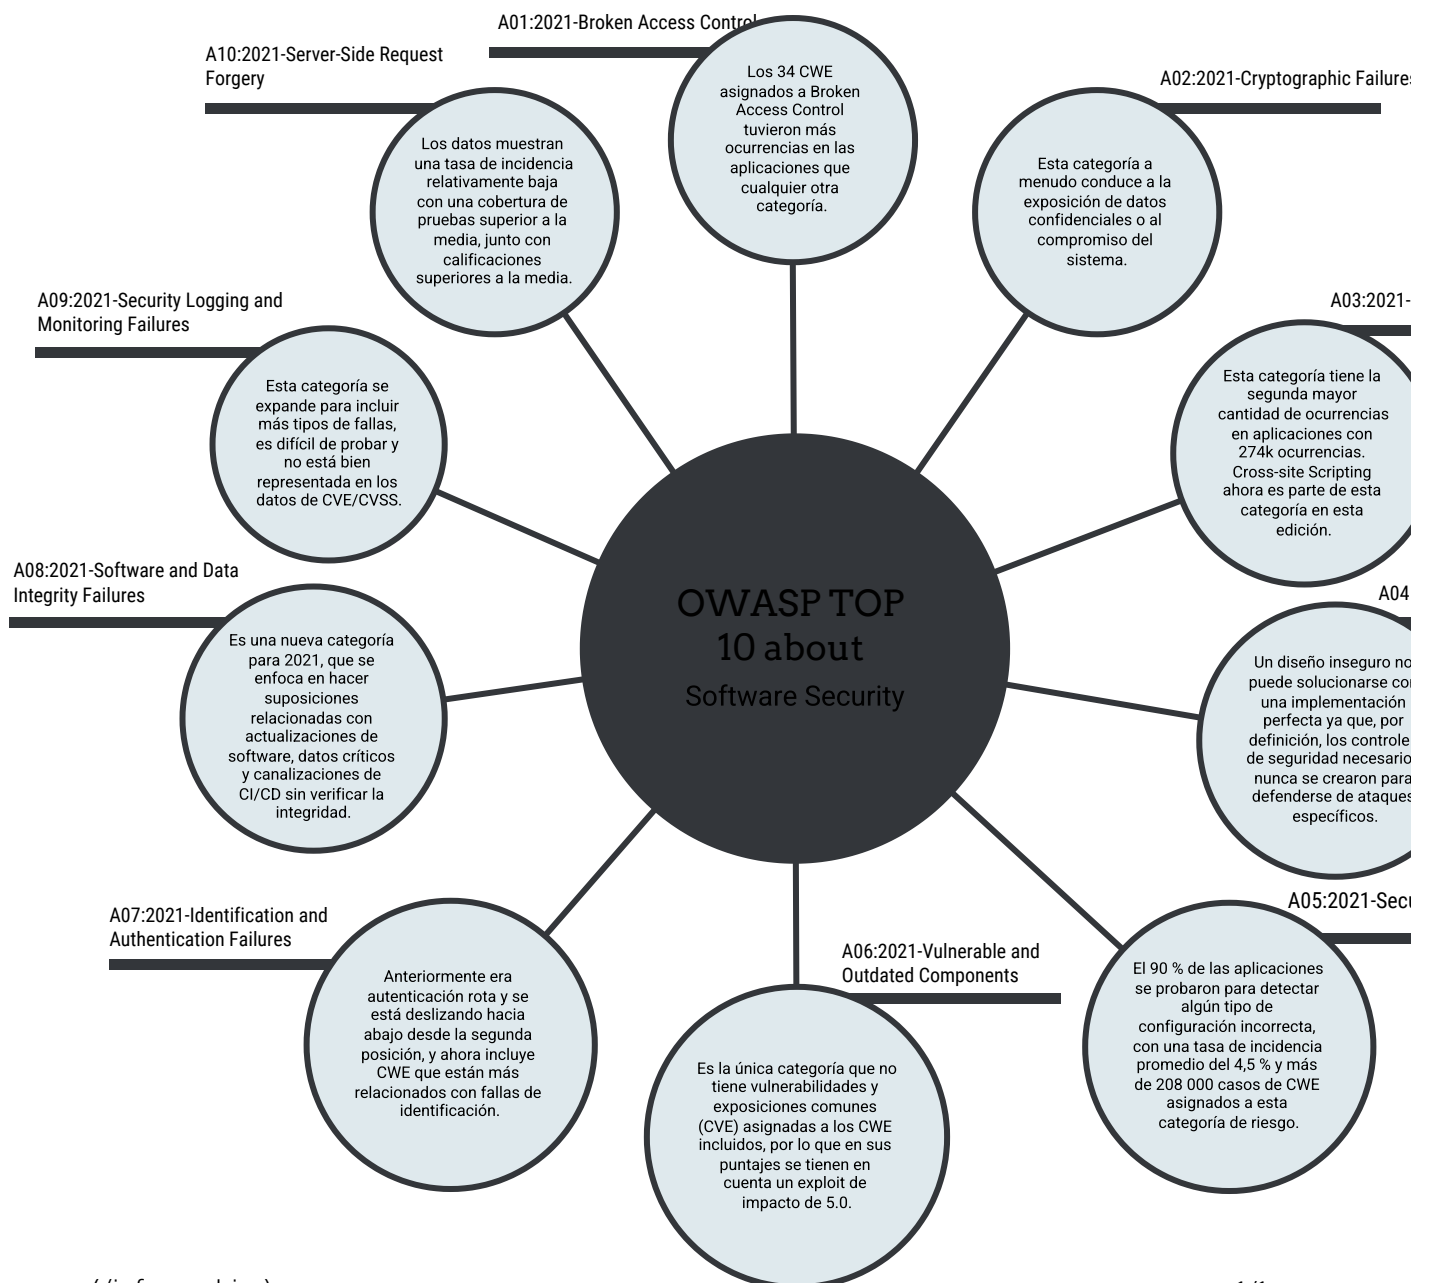 A01:2021-Broken Access Control
Los 34 CWE
asignados a Broken
Access Control
tuvieron más
ocurrencias en las
aplicaciones que
cualquier otra
categoría.
A02:2021-Cryptographic Failures
Esta categoría a
menudo conduce a la
exposición de datos
confidenciales o al
compromiso del
sistema.
A03:2021-
Esta categoría tiene la
segunda mayor
cantidad de ocurrencias
en aplicaciones con
274k ocurrencias.
Cross-site Scripting
ahora es parte de esta
categoría en esta
edición.
A04
Un diseño inseguro no
puede solucionarse con
una implementación
perfecta ya que, por
definición, los controle
de seguridad necesario
nunca se crearon para
defenderse de ataques
específicos.
A05:2021-Secu
El 90 % de las aplicaciones
se probaron para detectar
algún tipo de
configuración incorrecta,
con una tasa de incidencia
promedio del 4,5 % y más
de 208 000 casos de CWE
asignados a esta
categoría de riesgo.
A06:2021-Vulnerable and
Outdated Components
Es la única categoría que no
tiene vulnerabilidades y
exposiciones comunes
(CVE) asignadas a los CWE
incluidos, por lo que en sus
puntajes se tienen en
cuenta un exploit de
impacto de 5.0.
A07:2021-Identification and
Authentication Failures
Anteriormente era
autenticación rota y se
está deslizando hacia
abajo desde la segunda
posición, y ahora incluye
CWE que están más
relacionados con fallas de
identificación.
A08:2021-Software and Data
Integrity Failures
Es una nueva categoría
para 2021, que se
enfoca en hacer
suposiciones
relacionadas con
actualizaciones de
software, datos críticos
y canalizaciones de
CI/CD sin verificar la
integridad.
A09:2021-Security Logging and
Monitoring Failures
Esta categoría se
expande para incluir
más tipos de fallas,
es difícil de probar y
no está bien
representada en los
datos de CVE/CVSS.
A10:2021-Server-Side Request
Forgery
Los datos muestran
una tasa de incidencia
relativamente baja
con una cobertura de
pruebas superior a la
media, junto con
calificaciones
superiores a la media.
OWASP TOP
10 about
Software Security